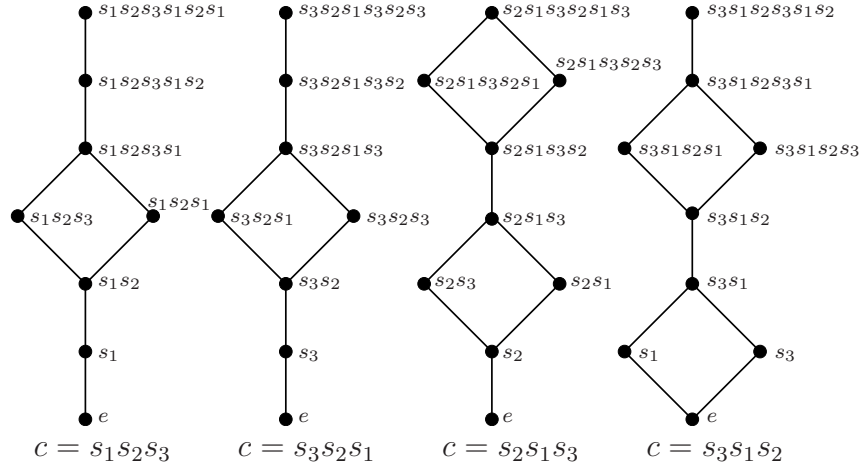 s₁s₂s₃s₁s₂s₁
s₁s₂s₃s₁s₂
s₁s₂s₃s₁
s₁s₂s₃
s₁s₂s₁
s₁s₂
s₁
e
c = s₁s₂s₃
s₃s₂s₁s₃s₂s₃
s₃s₂s₁s₃s₂
s₃s₂s₁s₃
s₃s₂s₁
s₃s₂s₃
s₃s₂
s₃
e
c = s₃s₂s₁
s₂s₁s₃s₂s₁s₃
s₂s₁s₃s₂s₁
s₂s₁s₃s₂s₃
s₂s₁s₃s₂
s₂s₁s₃
s₂s₃
s₂s₁
s₂
e
c = s₂s₁s₃
s₃s₁s₂s₃s₁s₂
s₃s₁s₂s₃s₁
s₃s₁s₂s₁
s₃s₁s₂s₃
s₃s₁s₂
s₃s₁
s₁
s₃
e
c = s₃s₁s₂